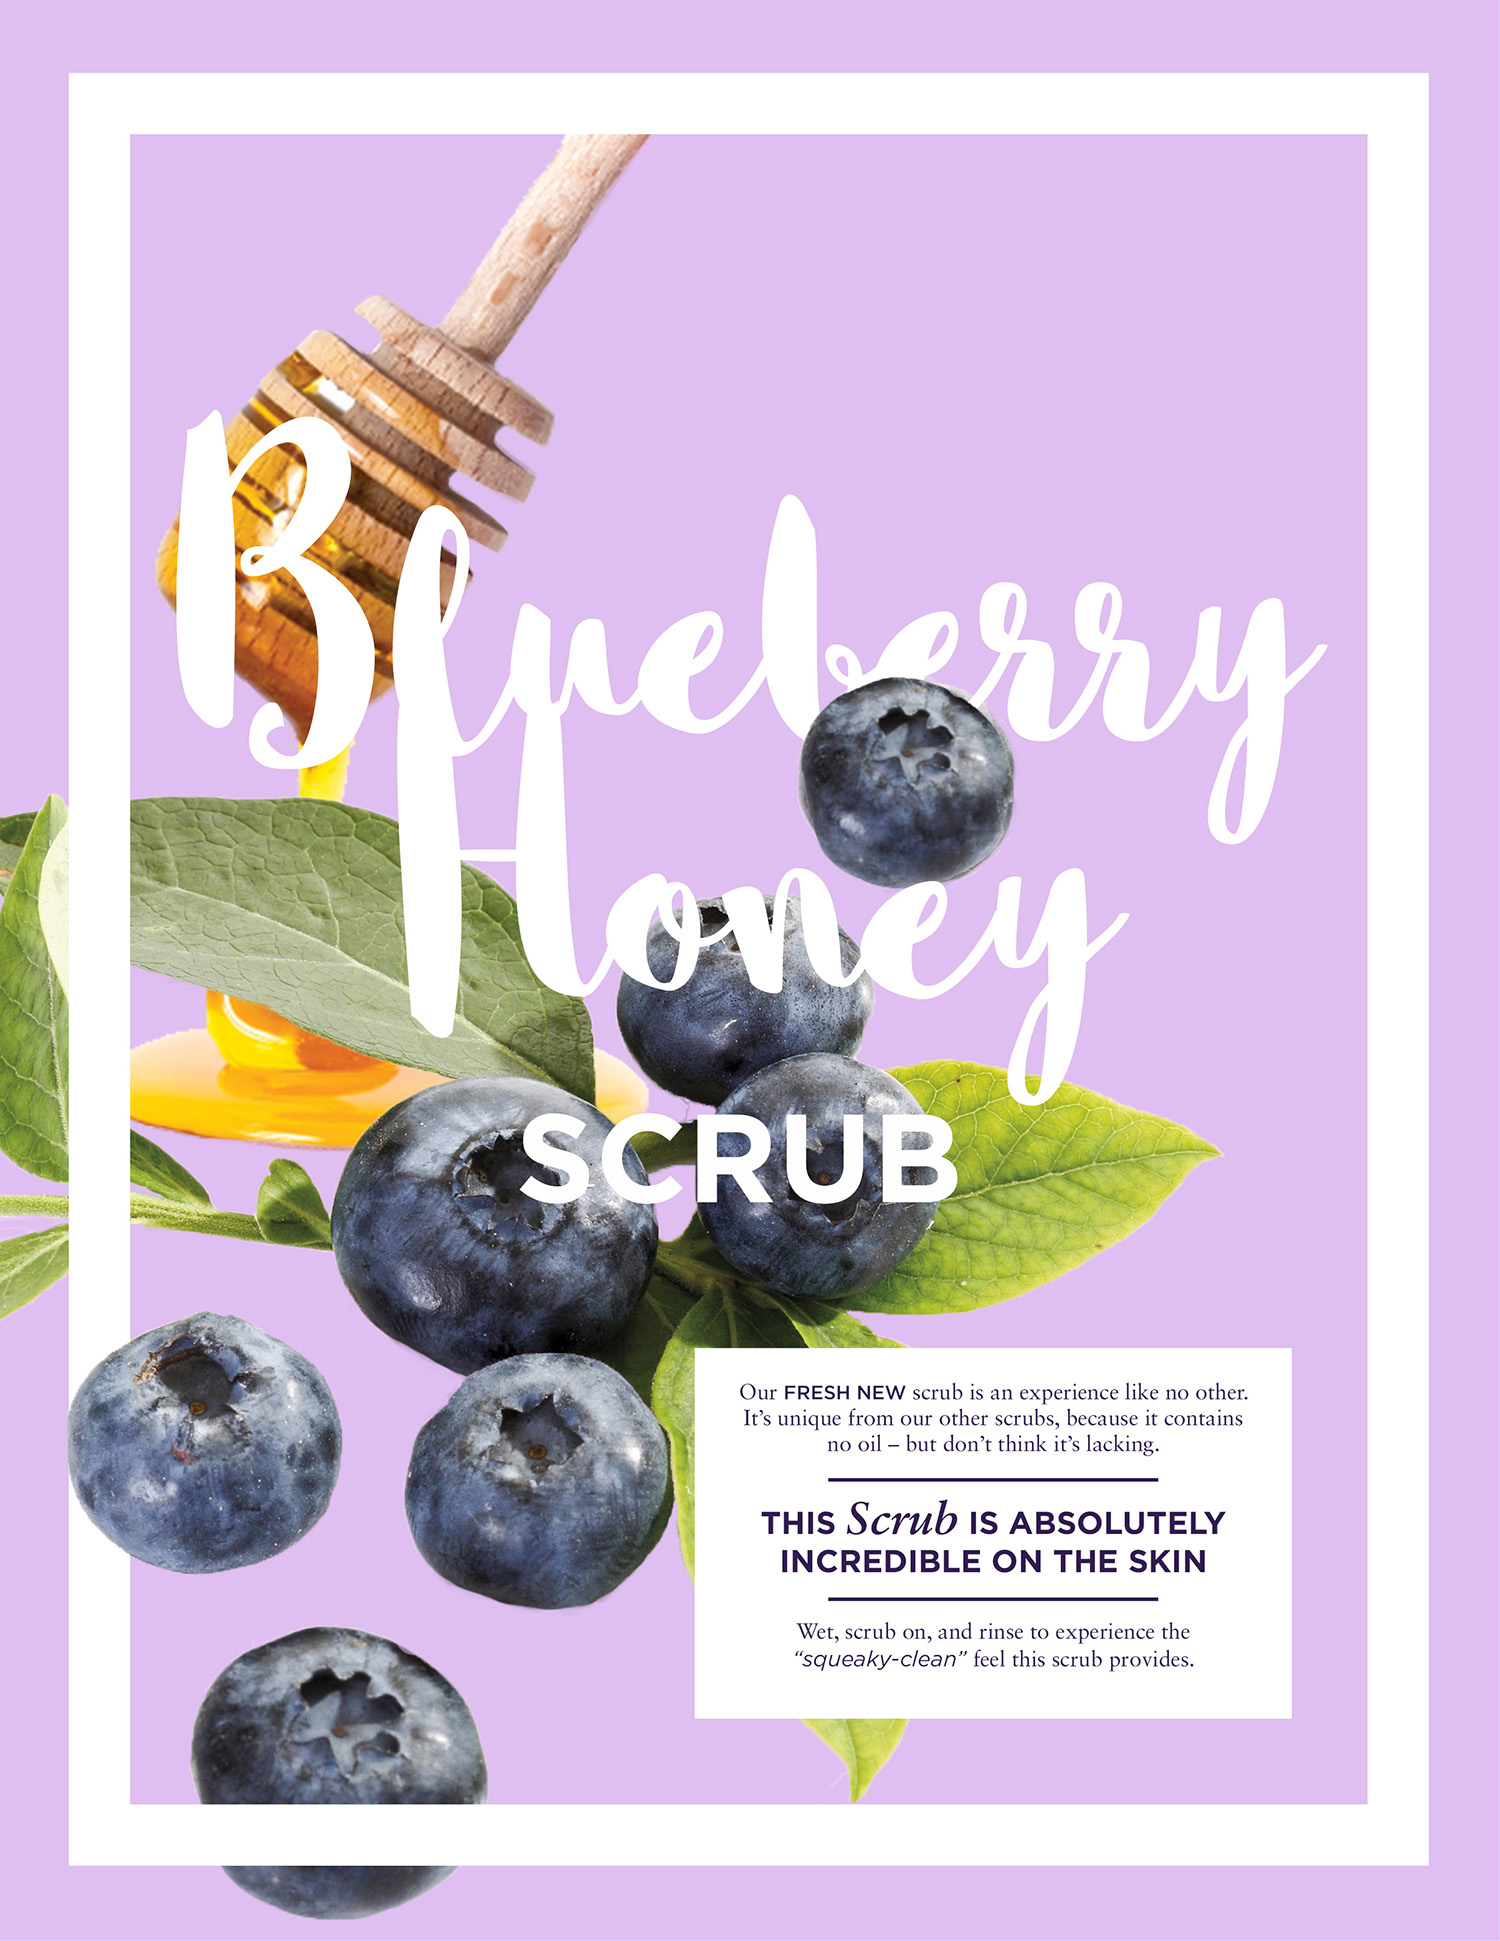 Blueberry
Honey
SCRUB
Our FRESH NEW scrub is an experience like no other.
It’s unique from our other scrubs, because it contains
no oil – but don’t think it’s lacking.
THIS Scrub IS ABSOLUTELY
INCREDIBLE ON THE SKIN
Wet, scrub on, and rinse to experience the
“squeaky-clean” feel this scrub provides.